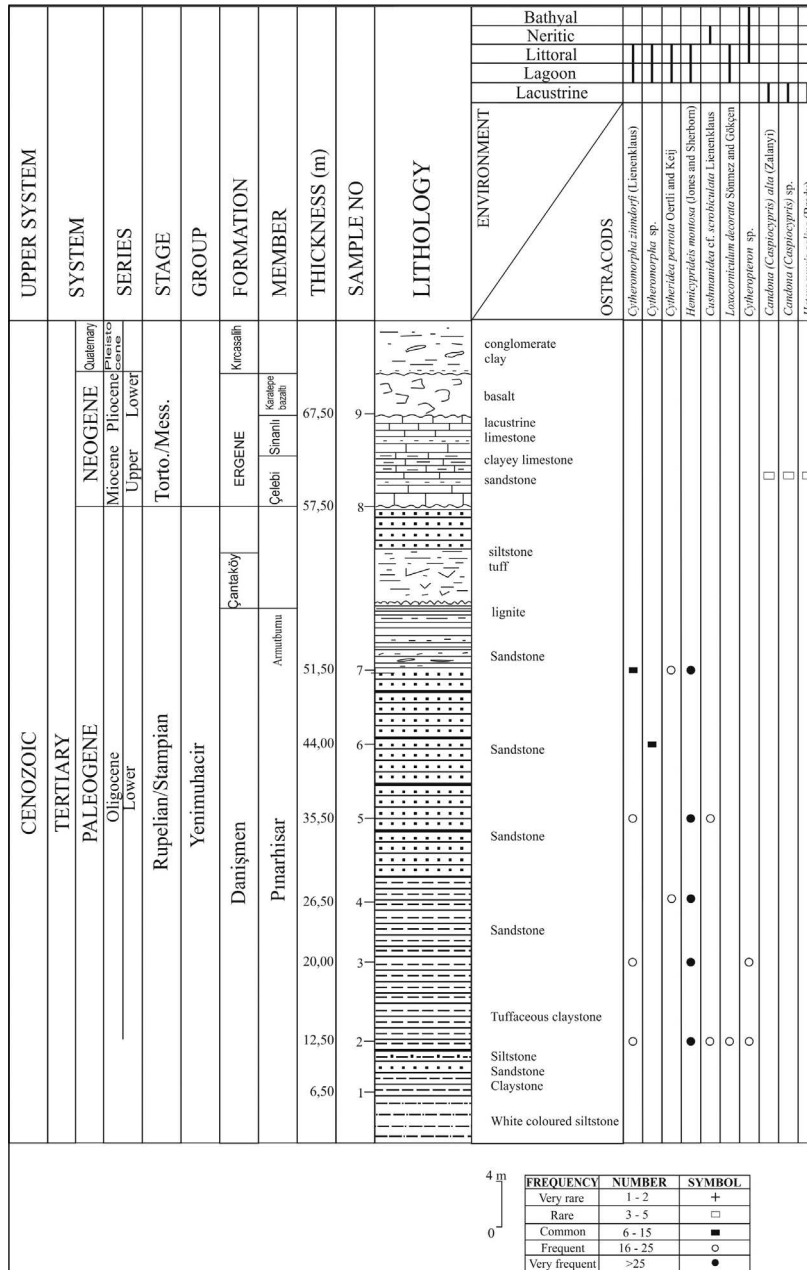 Bathyal
Neritic
Littoral
Lagoon
Lacustrine
UPPER SYSTEM
SYSTEM
SERIES
STAGE
GROUP
FORMATION
MEMBER
THICKNESS (m)
SAMPLE NO
LITHOLOGY
ENVIRONMENT
OSTRACODS
Cytheromorpha zinndorfi (Lienenklaus)
Cytheromorpha sp.
Cytheridea pernota Oertli and Keij
Hemicyprideis montosa (Jones and Sherborn)
Cushmanidea cf. scrobiculata Lienenklaus
Loxocorniculum decorata Sönmez and Gökçen
Cytheropteron sp.
Candona (Caspiocypris) alta (Zalanyi)
Candona (Caspiocypris) sp.
CENOZOIC
TERTIARY
Quaternary
NEOGENE
PALEOGENE
Pleisto
cene
Pliocene
Lower
Miocene
Upper
Oligocene
Lower
Torto./Mess.
Rupelian/Stampian
Yenimuhacir
Kırcasalih
ERGENE
Çantaköy
Danişmen
Karatepe
bazaltı
Sinanlı
Çelebi
Armutburnu
Pınarhisar
conglomerate
clay
basalt
67,50 9
lacustrine
limestone
clayey limestone
sandstone
57,50 8
siltstone
tuff
lignite
Sandstone
51,50 7
44,00 6 Sandstone
35,50 5
Sandstone
26,50 4
Sandstone
20,00 3
Tuffaceous claystone
12,50 2
Siltstone
Sandstone
Claystone
6,50 1
White coloured siltstone
4 m
0
FREQUENCY NUMBER SYMBOL
Very rare 1 - 2 +
Rare 3 - 5
Common 6 - 15
Frequent 16 - 25
Very frequent >25